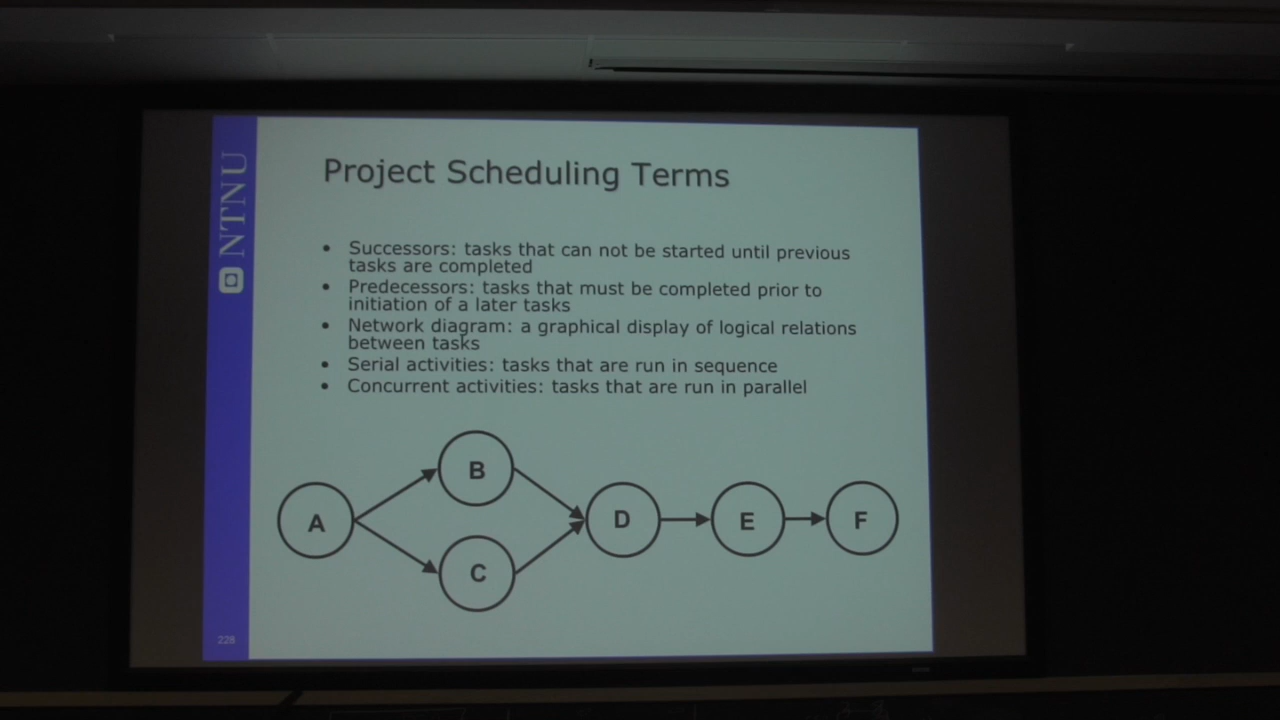 Project Scheduling Terms
• Successors: tasks that can not be started until previous
tasks are completed
• Predecessors: tasks that must be completed prior to
initiation of a later tasks
• Network diagram: a graphical display of logical relations
between tasks
• Serial activities: tasks that are run in sequence
• Concurrent activities: tasks that are run in parallel
B
A
D
E
F
C
NTNU
228